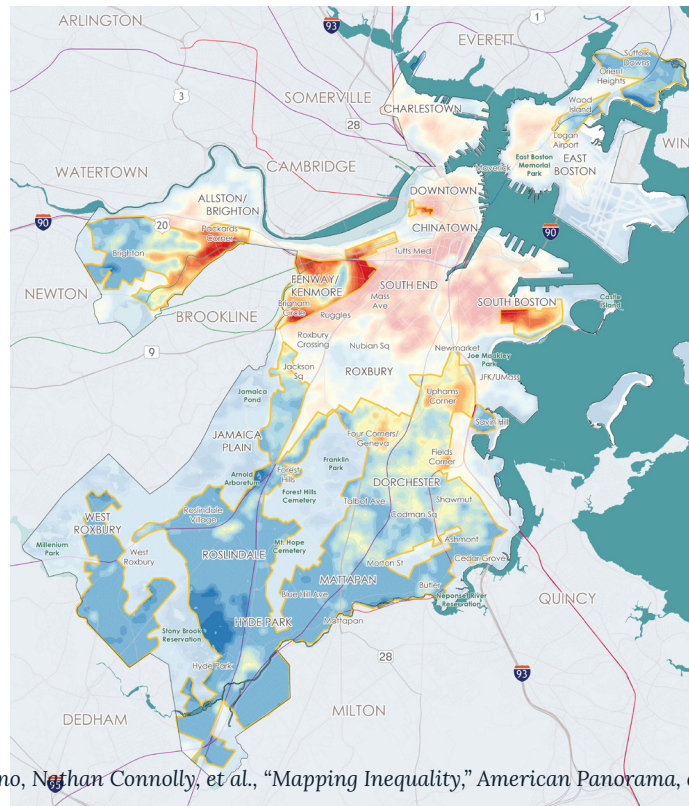 ARLINGTON
93
1
EVERETT
Suffolk
Downs
Orient
Heights
3
SOMERVILLE
CHARLESTOWN
Wood
Island
28
Logan
Airport
WIN
WATERTOWN
CAMBRIDGE
Maverick
East Boston
Memorial
Park
EAST
BOSTON
ALLSTON/
BRIGHTON
DOWNTOWN
90
20
Packards
Corner
CHINATOWN
90
Brighton
Tufts Med
FENWAY/
KENMORE
SOUTH END
NEWTON
Brigham
Circle
Mass
Ave
SOUTH BOSTON
Castle
Island
BROOKLINE
Ruggles
9
Roxbury
Crossing
Nubian Sq
Newmarket
Joe Moakley
Park
Jackson
Sq
ROXBURY
JFK/UMass
Jamaica
Pond
Uphams
Corner
JAMAICA
PLAIN
Four Corners/
Geneva
Savin Hill
Arnold
Arboretum
Forest
Hills
Franklin
Park
Fields
Corner
Forest Hills
Cemetery
DORCHESTER
Talbot Ave
Shawmut
WEST
ROXBURY
Roslindale
Village
Codman Sq
Millenium
Park
West
Roxbury
ROSLINDALE
Mt. Hope
Cemetery
Ashmont
Morton St
Cedar Grove
MATTAPAN
Butler
Blue Hill Ave
Neponset River
Reservation
QUINCY
Stony Brook
Reservation
HYDE PARK
Mattapan
Hyde Park
28
93
DEDHAM
MILTON
no, Nathan Connolly, et al., “Mapping Inequality,” American Panorama,
95